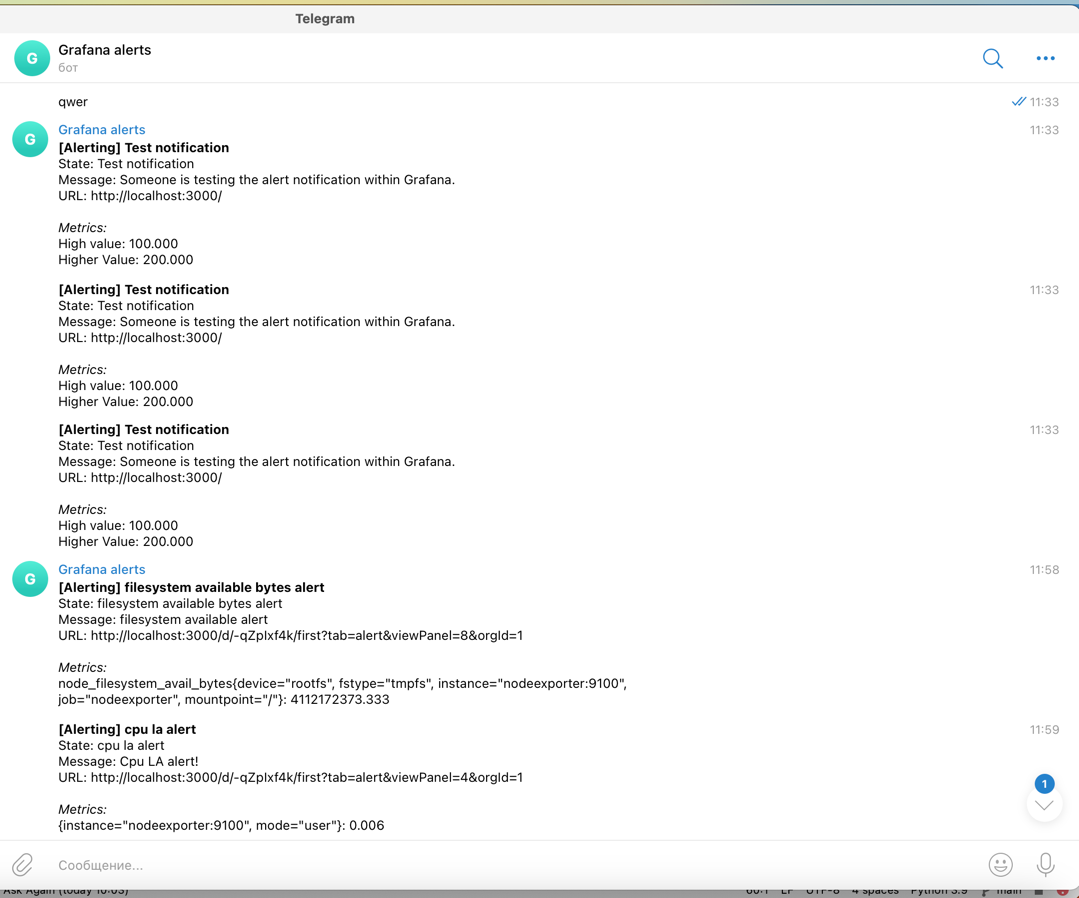 Telegram
G
Grafana alerts
бот
qwer
11:33
G
Grafana alerts
11:33
[Alerting] Test notification
State: Test notification
Message: Someone is testing the alert notification within Grafana.
URL: http://localhost:3000/
Metrics:
High value: 100.000
Higher Value: 200.000
[Alerting] Test notification
11:33
State: Test notification
Message: Someone is testing the alert notification within Grafana.
URL: http://localhost:3000/
Metrics:
High value: 100.000
Higher Value: 200.000
[Alerting] Test notification
11:33
State: Test notification
Message: Someone is testing the alert notification within Grafana.
URL: http://localhost:3000/
Metrics:
High value: 100.000
Higher Value: 200.000
G
Grafana alerts
11:58
[Alerting] filesystem available bytes alert
State: filesystem available bytes alert
Message: filesystem available alert
URL: http://localhost:3000/d/-qZpIxf4k/first?tab=alert&viewPanel=8&orgId=1
Metrics:
node_filesystem_avail_bytes{device="rootfs", fstype="tmpfs", instance="nodeexporter:9100",
job="nodeexporter", mountpoint="/"}: 4112172373.333
[Alerting] cpu la alert
11:59
State: cpu la alert
Message: Cpu LA alert!
URL: http://localhost:3000/d/-qZpIxf4k/first?tab=alert&viewPanel=4&orgId=1
1
Metrics:
{instance="nodeexporter:9100", mode="user"}: 0.006
Сообщение...
Ask Again (today 10:03)
60:1 LF UTF-8 4 spaces Python 3.9 main